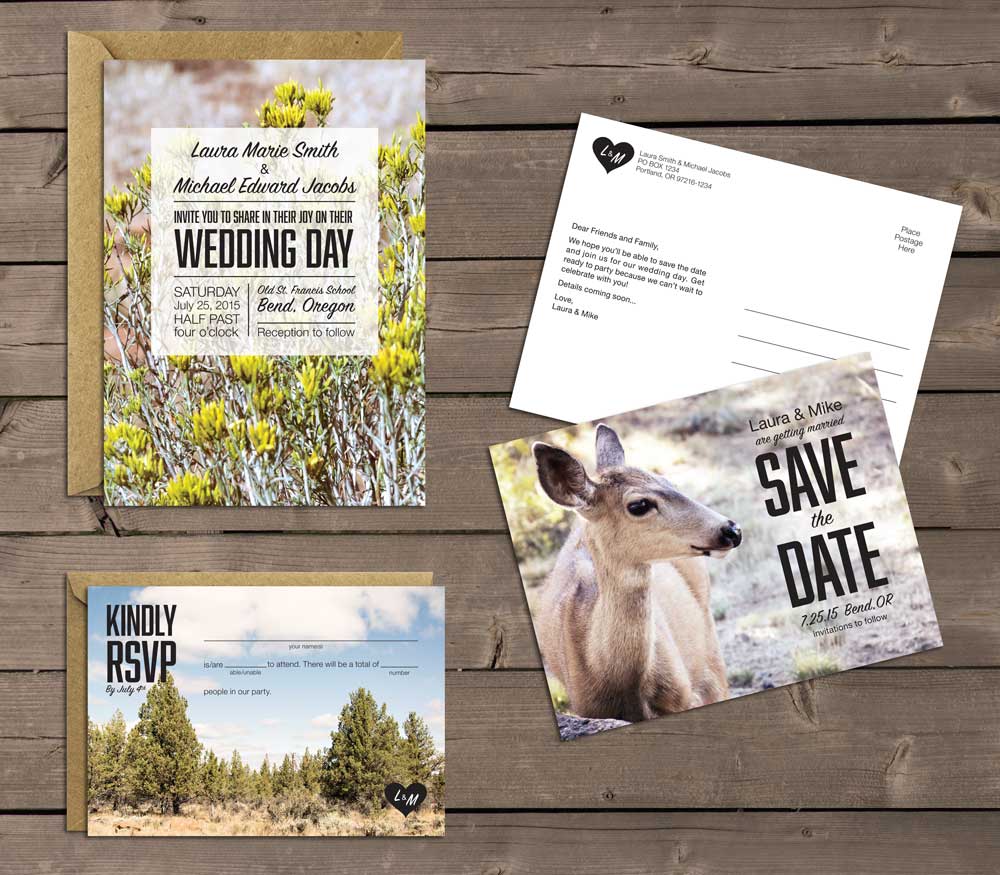 Laura Marie Smith
&
Michael Edward Jacobs
INVITE YOU TO SHARE IN THEIR JOY ON THEIR
WEDDING DAY
SATURDAY
July 25, 2015
HALF PAST
four o'clock
Old St. Francis School
Bend, Oregon
Reception to follow
L&M
Laura Smith & Michael Jacobs
PO BOX 1234
Portland, OR 97216-1234
Place
Postage
Here
Dear Friends and Family,
We hope you'll be able to save the date
and join us for our wedding day. Get
ready to party because we can't wait to
celebrate with you!
Details coming soon...
Love,
Laura & Mike
Laura & Mike
are getting married
SAVE
the
DATE
7.25.15 Bend, OR
Invitations to follow
KINDLY
RSVP
By July 4th
your name(s)
is/are to attend. There will be a total of
able/unable number
people in our party.
L&M